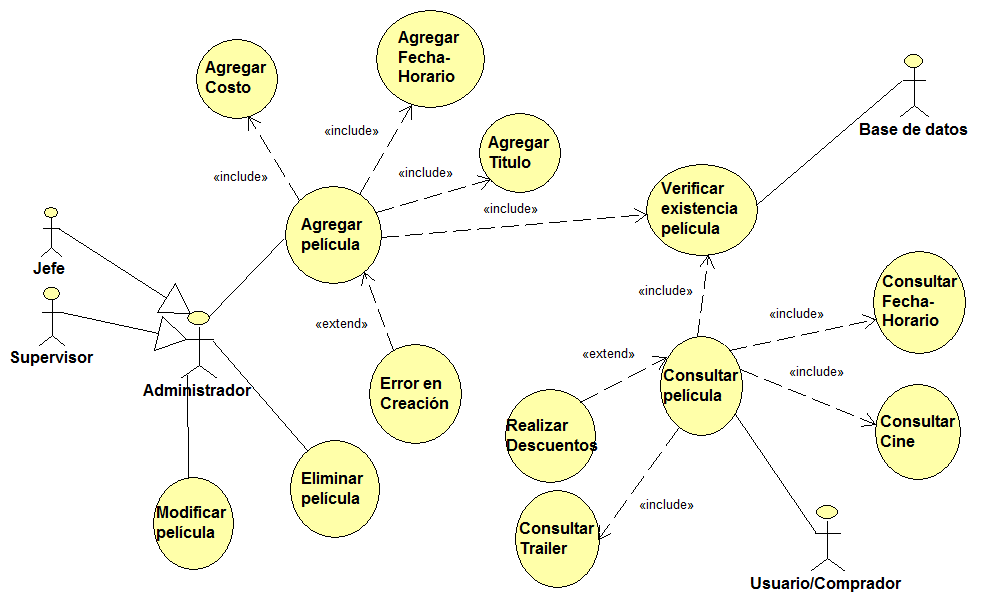 Agregar
Costo
Agregar
Fecha-
Horario
Base de datos
«include»
«include»
Agregar
Titulo
«include»
«include»
Verificar
existencia
película
Agregar
película
Jefe
Supervisor
Administrador
«extend»
Error en
Creación
«include»
Consultar
Fecha-
Horario
«include»
«extend»
Consultar
película
«include»
Realizar
Descuentos
Consultar
Cine
Eliminar
película
Modificar
película
Consultar
Trailer
«include»
Usuario/Comprador